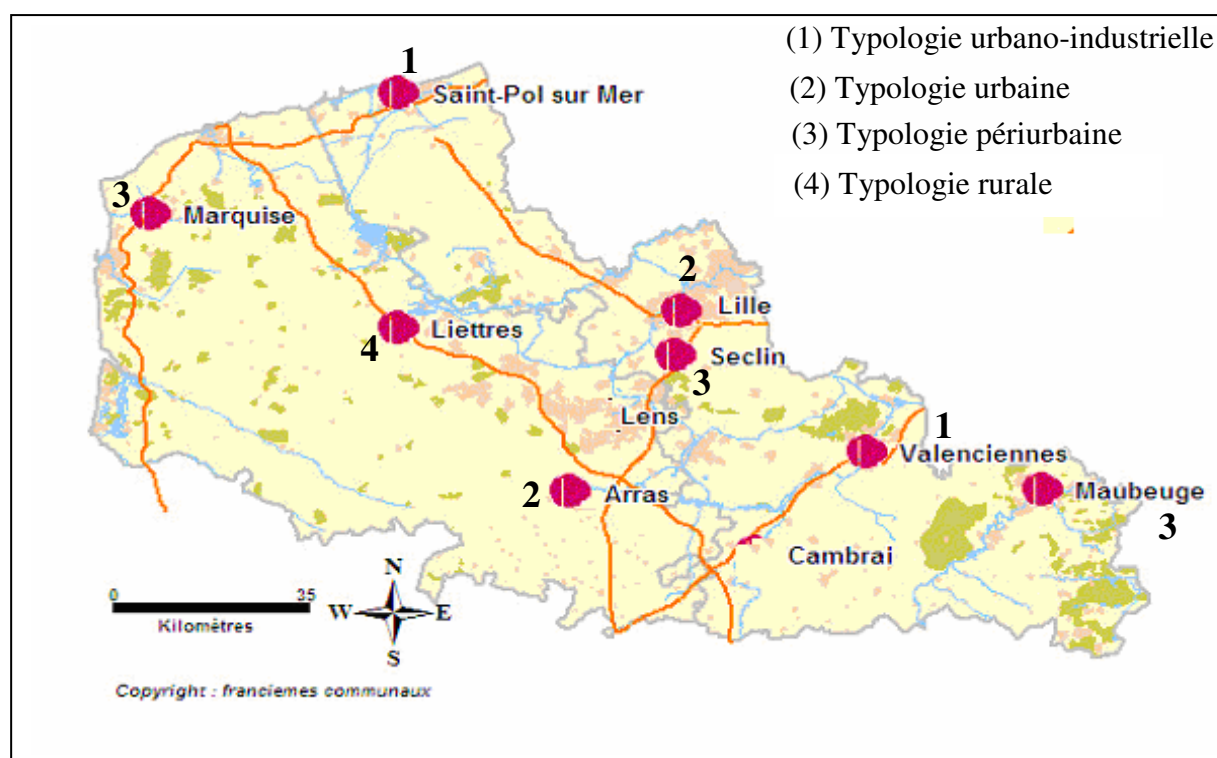 (1) Typologie urbano-industrielle
(2) Typologie urbaine
(3) Typologie périurbaine
(4) Typologie rurale
1
Saint-Pol sur Mer
3
Marquise
2
Lille
4
Liettres
Seclin
3
Lens
1
Valenciennes
2
Arras
Maubeuge
3
Cambrai
0 25
Kilomètres
N
W E
S
Copyright : franciemes communaux